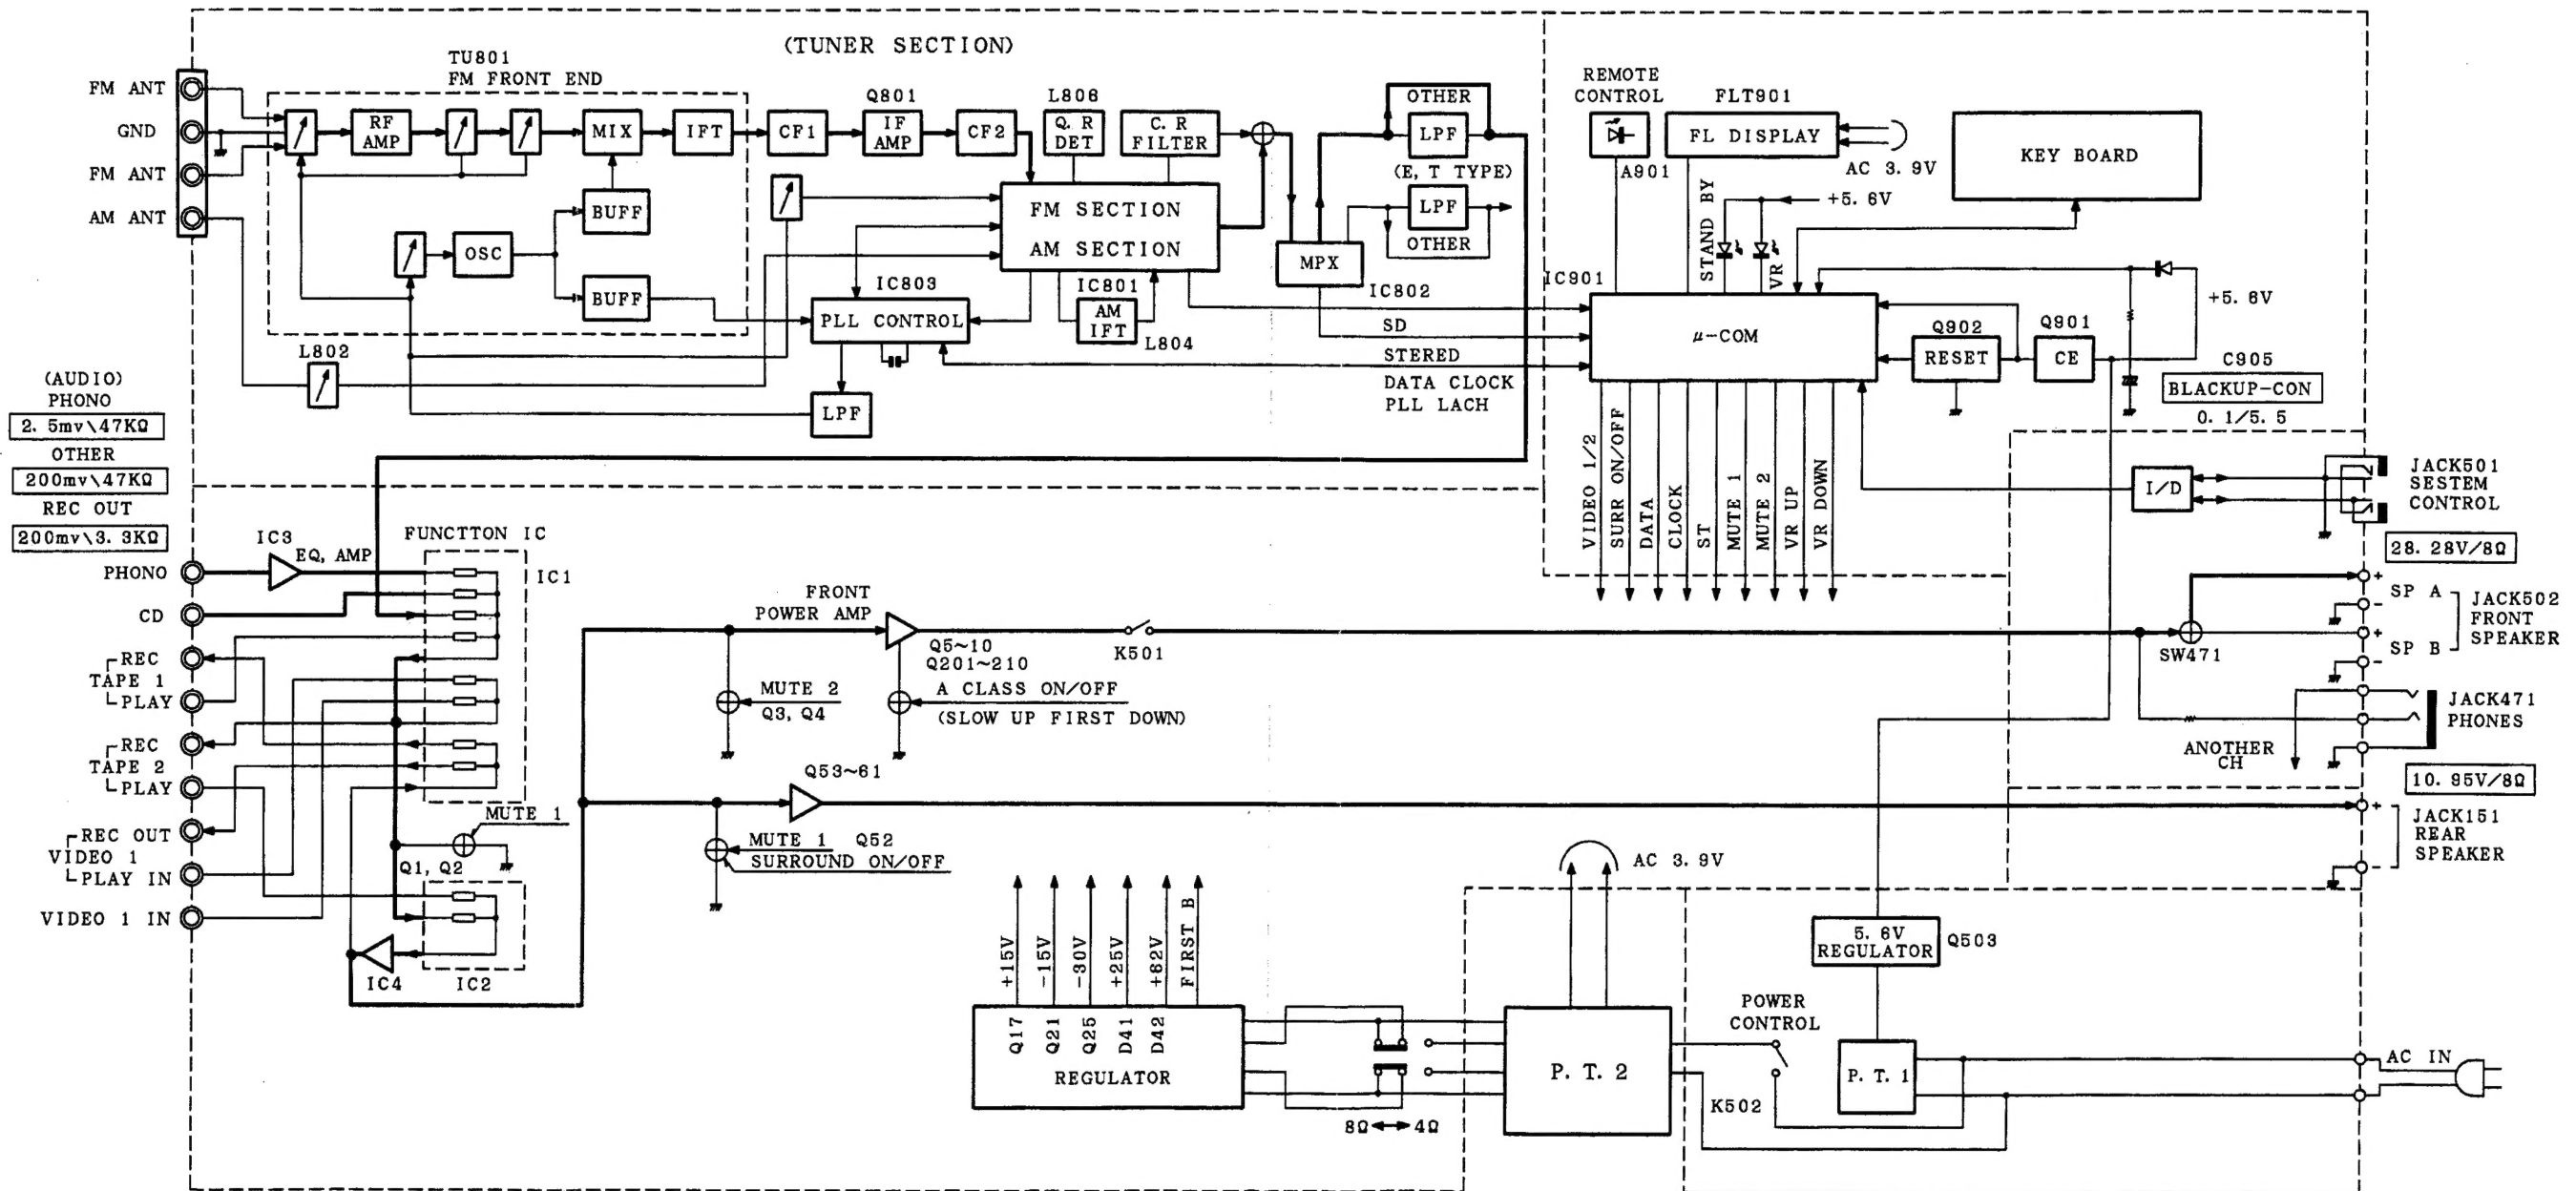 (TUNER SECTION)
TU801
FM FRONT END
FM ANT
GND
FM ANT
AM ANT
RF
AMP
MIX
IFT
CF1
Q801
IF
AMP
CF2
L806
Q. R
DET
C. R
FILTER
OTHER
LPF
(E, T TYPE)
LPF
OTHER
BUFF
OSC
BUFF
FM SECTION
AM SECTION
MPX
IC802
IC803
PLL CONTROL
IC801
AM
IFT
L804
L802
LPF
SD
STERED
DATA CLOCK
PLL LACH
REMOTE
CONTROL
A901
FLT901
FL DISPLAY
AC 3. 9V
KEY BOARD
STAND BY
VR
+5. 6V
IC901
μ-COM
Q902
RESET
Q901
CE
+5. 6V
C905
BLACKUP-CON
0. 1/5. 5
VIDEO 1/2
SURR ON/OFF
DATA
CLOCK
ST
MUTE 1
MUTE 2
VR UP
VR DOWN
I/D
JACK501
SESTEM
CONTROL
(AUDIO)
PHONO
2. 5mv\47KΩ
OTHER
200mv\47KΩ
REC OUT
200mv\3. 3KΩ
PHONO
CD
REC
TAPE 1
PLAY
REC
TAPE 2
PLAY
REC OUT
VIDEO 1
PLAY IN
VIDEO 1 IN
IC3
EQ, AMP
FUNCTTON IC
IC1
MUTE 1
Q1, Q2
IC4
IC2
FRONT
POWER AMP
Q5~10
Q201~210
MUTE 2
Q3, Q4
A CLASS ON/OFF
(SLOW UP FIRST DOWN)
K501
Q53~61
MUTE 1
Q52
SURROUND ON/OFF
28. 28V/8Ω
+
SP A
-
+
SP B
-
SW471
JACK502
FRONT
SPEAKER
JACK471
PHONES
ANOTHER
CH
10. 95V/8Ω
+
-
JACK151
REAR
SPEAKER
+15V
-15V
-30V
+25V
+62V
FIRST B
Q17
Q21
Q25
D41
D42
REGULATOR
8Ω
4Ω
AC 3. 9V
P. T. 2
POWER
CONTROL
K502
5. 6V
REGULATOR
Q503
P. T. 1
AC IN